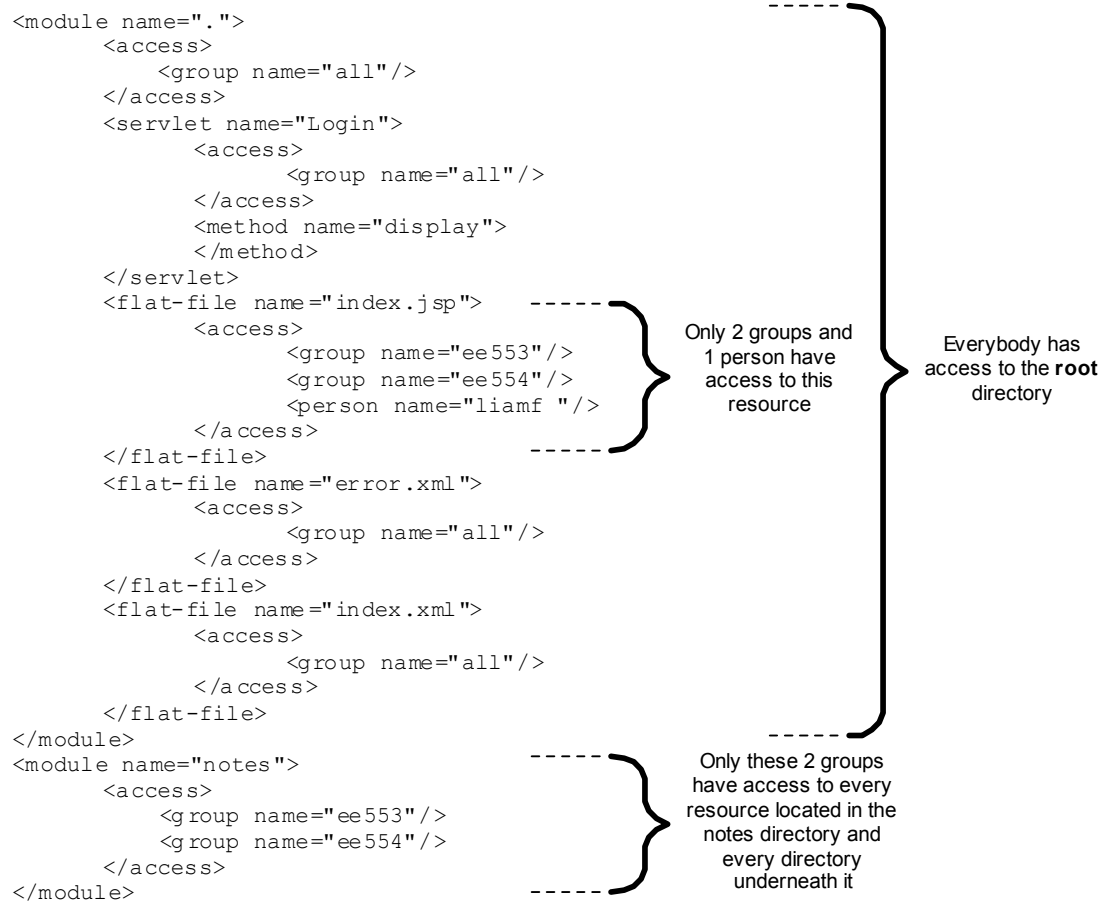 <module name=".">
<access>
<group name="all"/>
</access>
<servlet name="Login">
<access>
<group name="all"/>
</access>
<method name="display">
</method>
</servlet>
<flat-file name="index.jsp">
<access>
<group name="ee553"/>
<group name="ee554"/>
<person name="liamf "/>
</access>
</flat-file>
<flat-file name="error.xml">
<access>
<group name="all"/>
</access>
</flat-file>
<flat-file name="index.xml">
<access>
<group name="all"/>
</access>
</flat-file>
</module>
<module name="notes">
<access>
<group name="ee553"/>
<group name="ee554"/>
</access>
</module>
Only 2 groups and
1 person have
access to this
resource
Everybody has
access to the root
directory
Only these 2 groups
have access to every
resource located in the
notes directory and
every directory
underneath it